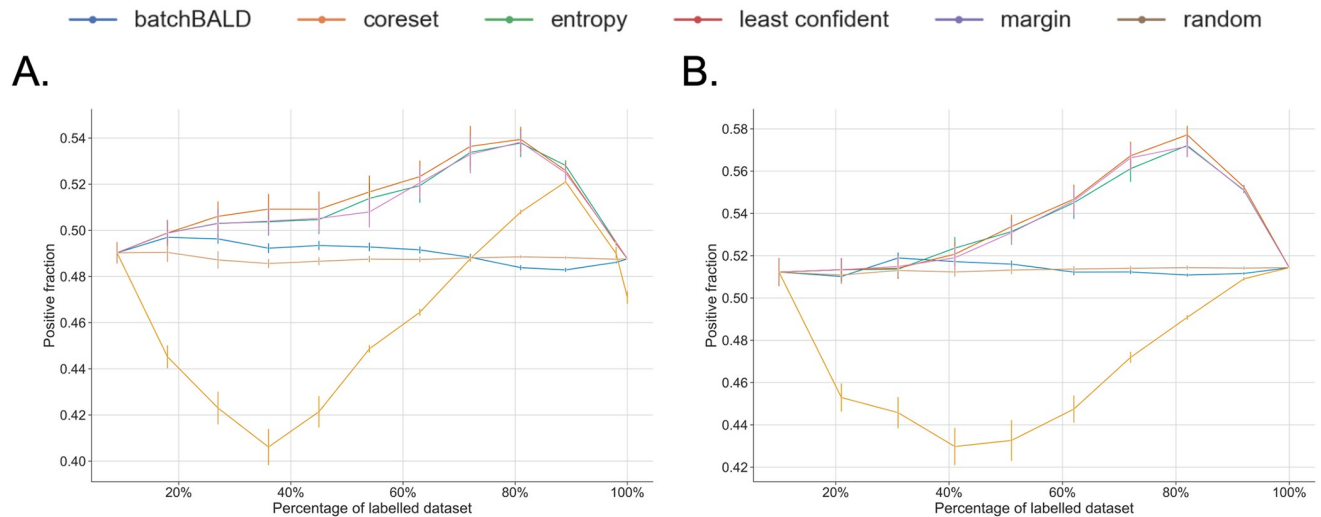 batchBALD coreset entropy least confident margin random
A.
B.
0.54
0.52
0.50
0.48
0.46
0.44
0.42
0.40
Positive fraction
20% 40% 60% 80% 100%
Percentage of labelled dataset
0.58
0.56
0.54
0.52
0.50
0.48
0.46
0.44
0.42
Positive fraction
20% 40% 60% 80% 100%
Percentage of labelled dataset